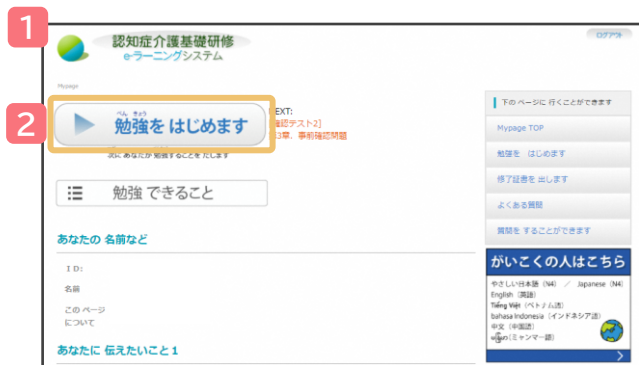 1
認知症介護基礎研修
e-ラーニングシステム
ログアウト
Mypage
2
べん きょう
勉強を はじめます
EXT:
確認テスト2]
3章. 事前確認問題
次に あなたが 勉強することを だします
勉強 できること
あなたの 名前など
ID:
名前
この ページ
について
あなたに 伝えたいこと 1
下の ページに 行くことができます
Mypage TOP
勉強を はじめます
修了証書を 出します
よくある質問
質問を することができます
がいこくの人はこちら
やさしい日本語（N4） ／ Japanese（N4）
English（英語）
Tiếng Việt（ベトナム語）
bahasa Indonesia（インドネシア語）
中文（中国語）
（ミャンマー語）